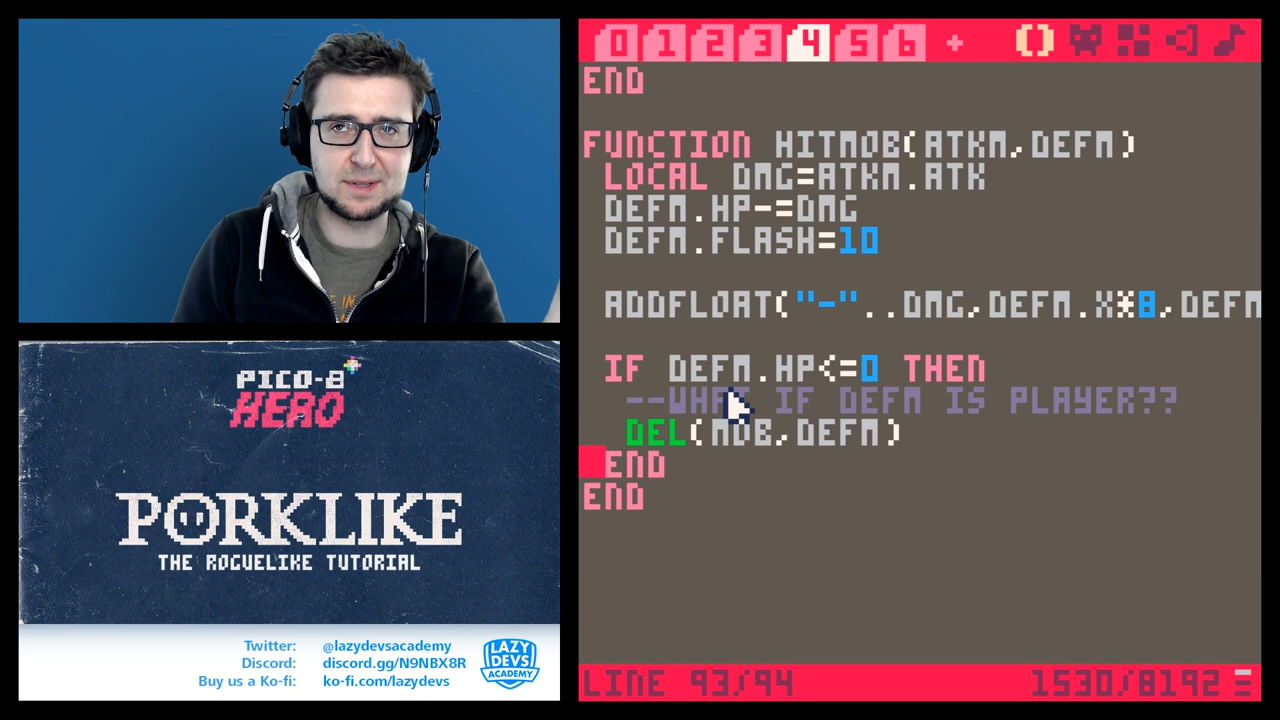 PICO-8
HERO
PORKLIKE
THE ROGUELIKE TUTORIAL
Twitter: @lazydevsacademy
Discord: discord.gg/N9NBX8R
Buy us a Ko-fi: ko-fi.com/lazydevs
LAZY
DEVS
ACADEMY
0 1 2 3 4 5 6 +
END
FUNCTION HITMOB(ATKM,DEFM)
LOCAL DMG=ATKM.ATK
DEFM.HP-=DMG
DEFM.FLASH=10
ADDFLOAT("-"..DMG,DEFM.X*8,DEFM
IF DEFM.HP<=0 THEN
--WHAT IF DEFM IS PLAYER??
DEL(MOB,DEFM)
END
END
LINE 93/94
1530/8192